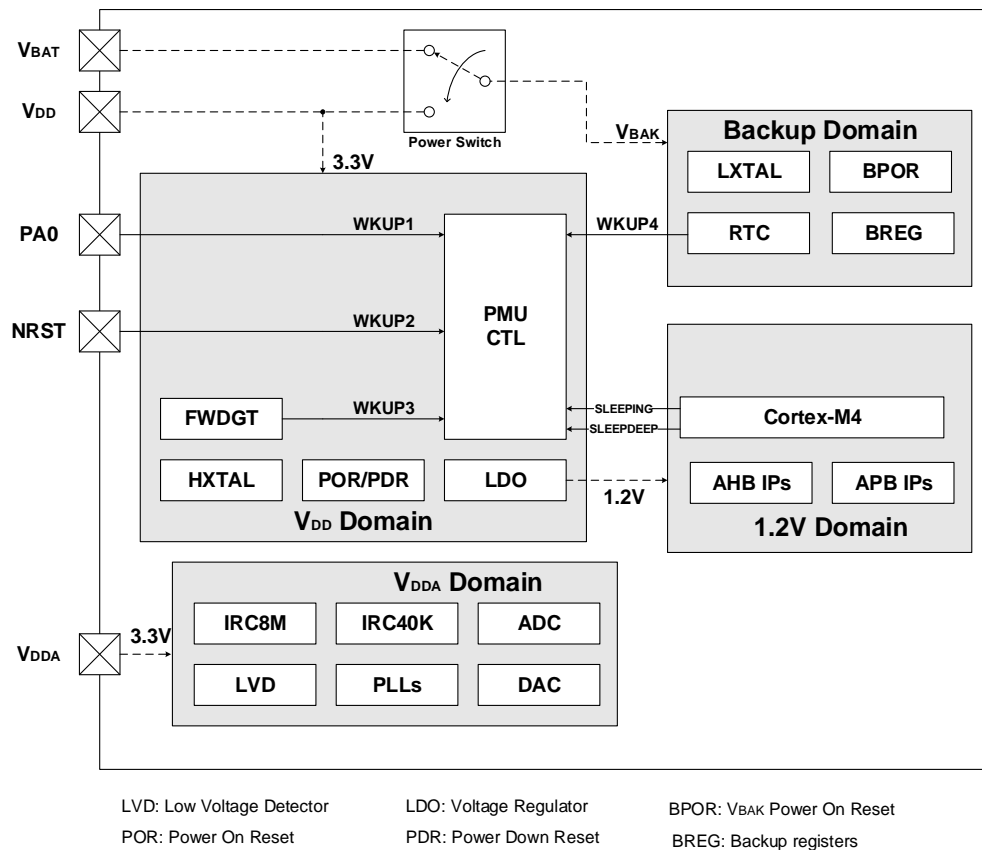 VBAT
VDD
Power Switch
VBAK
3.3V
Backup Domain
LXTAL
BPOR
RTC
BREG
PA0
WKUP1
WKUP4
PMU
CTL
NRST
WKUP2
FWDGT
WKUP3
SLEEPING
SLEEPDEEP
Cortex-M4
HXTAL
POR/PDR
LDO
1.2V
AHB IPs
APB IPs
VDD Domain
1.2V Domain
VDDA Domain
IRC8M
IRC40K
ADC
VDDA
3.3V
LVD
PLLs
DAC
LVD: Low Voltage Detector
LDO: Voltage Regulator
BPOR: VBAK Power On Reset
POR: Power On Reset
PDR: Power Down Reset
BREG: Backup registers